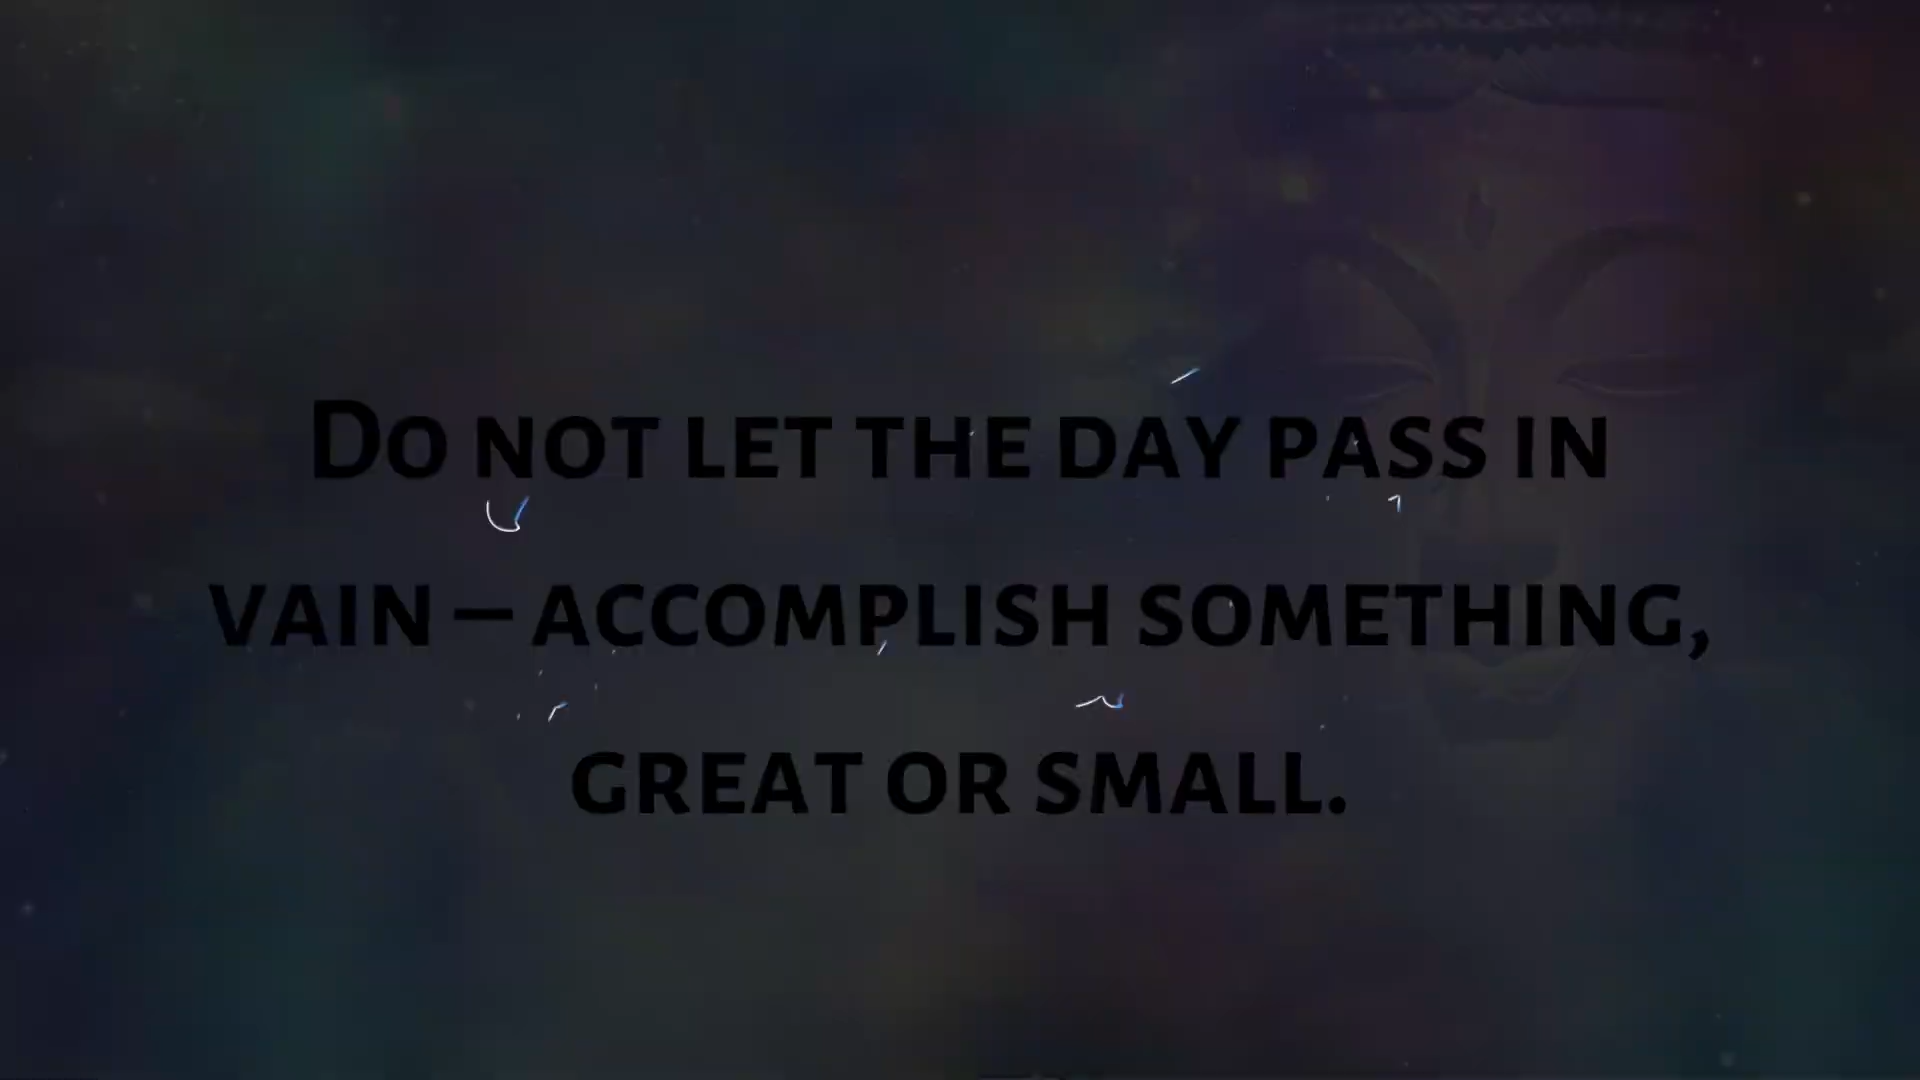 Do not let the day pass in
vain – accomplish something,
great or small.